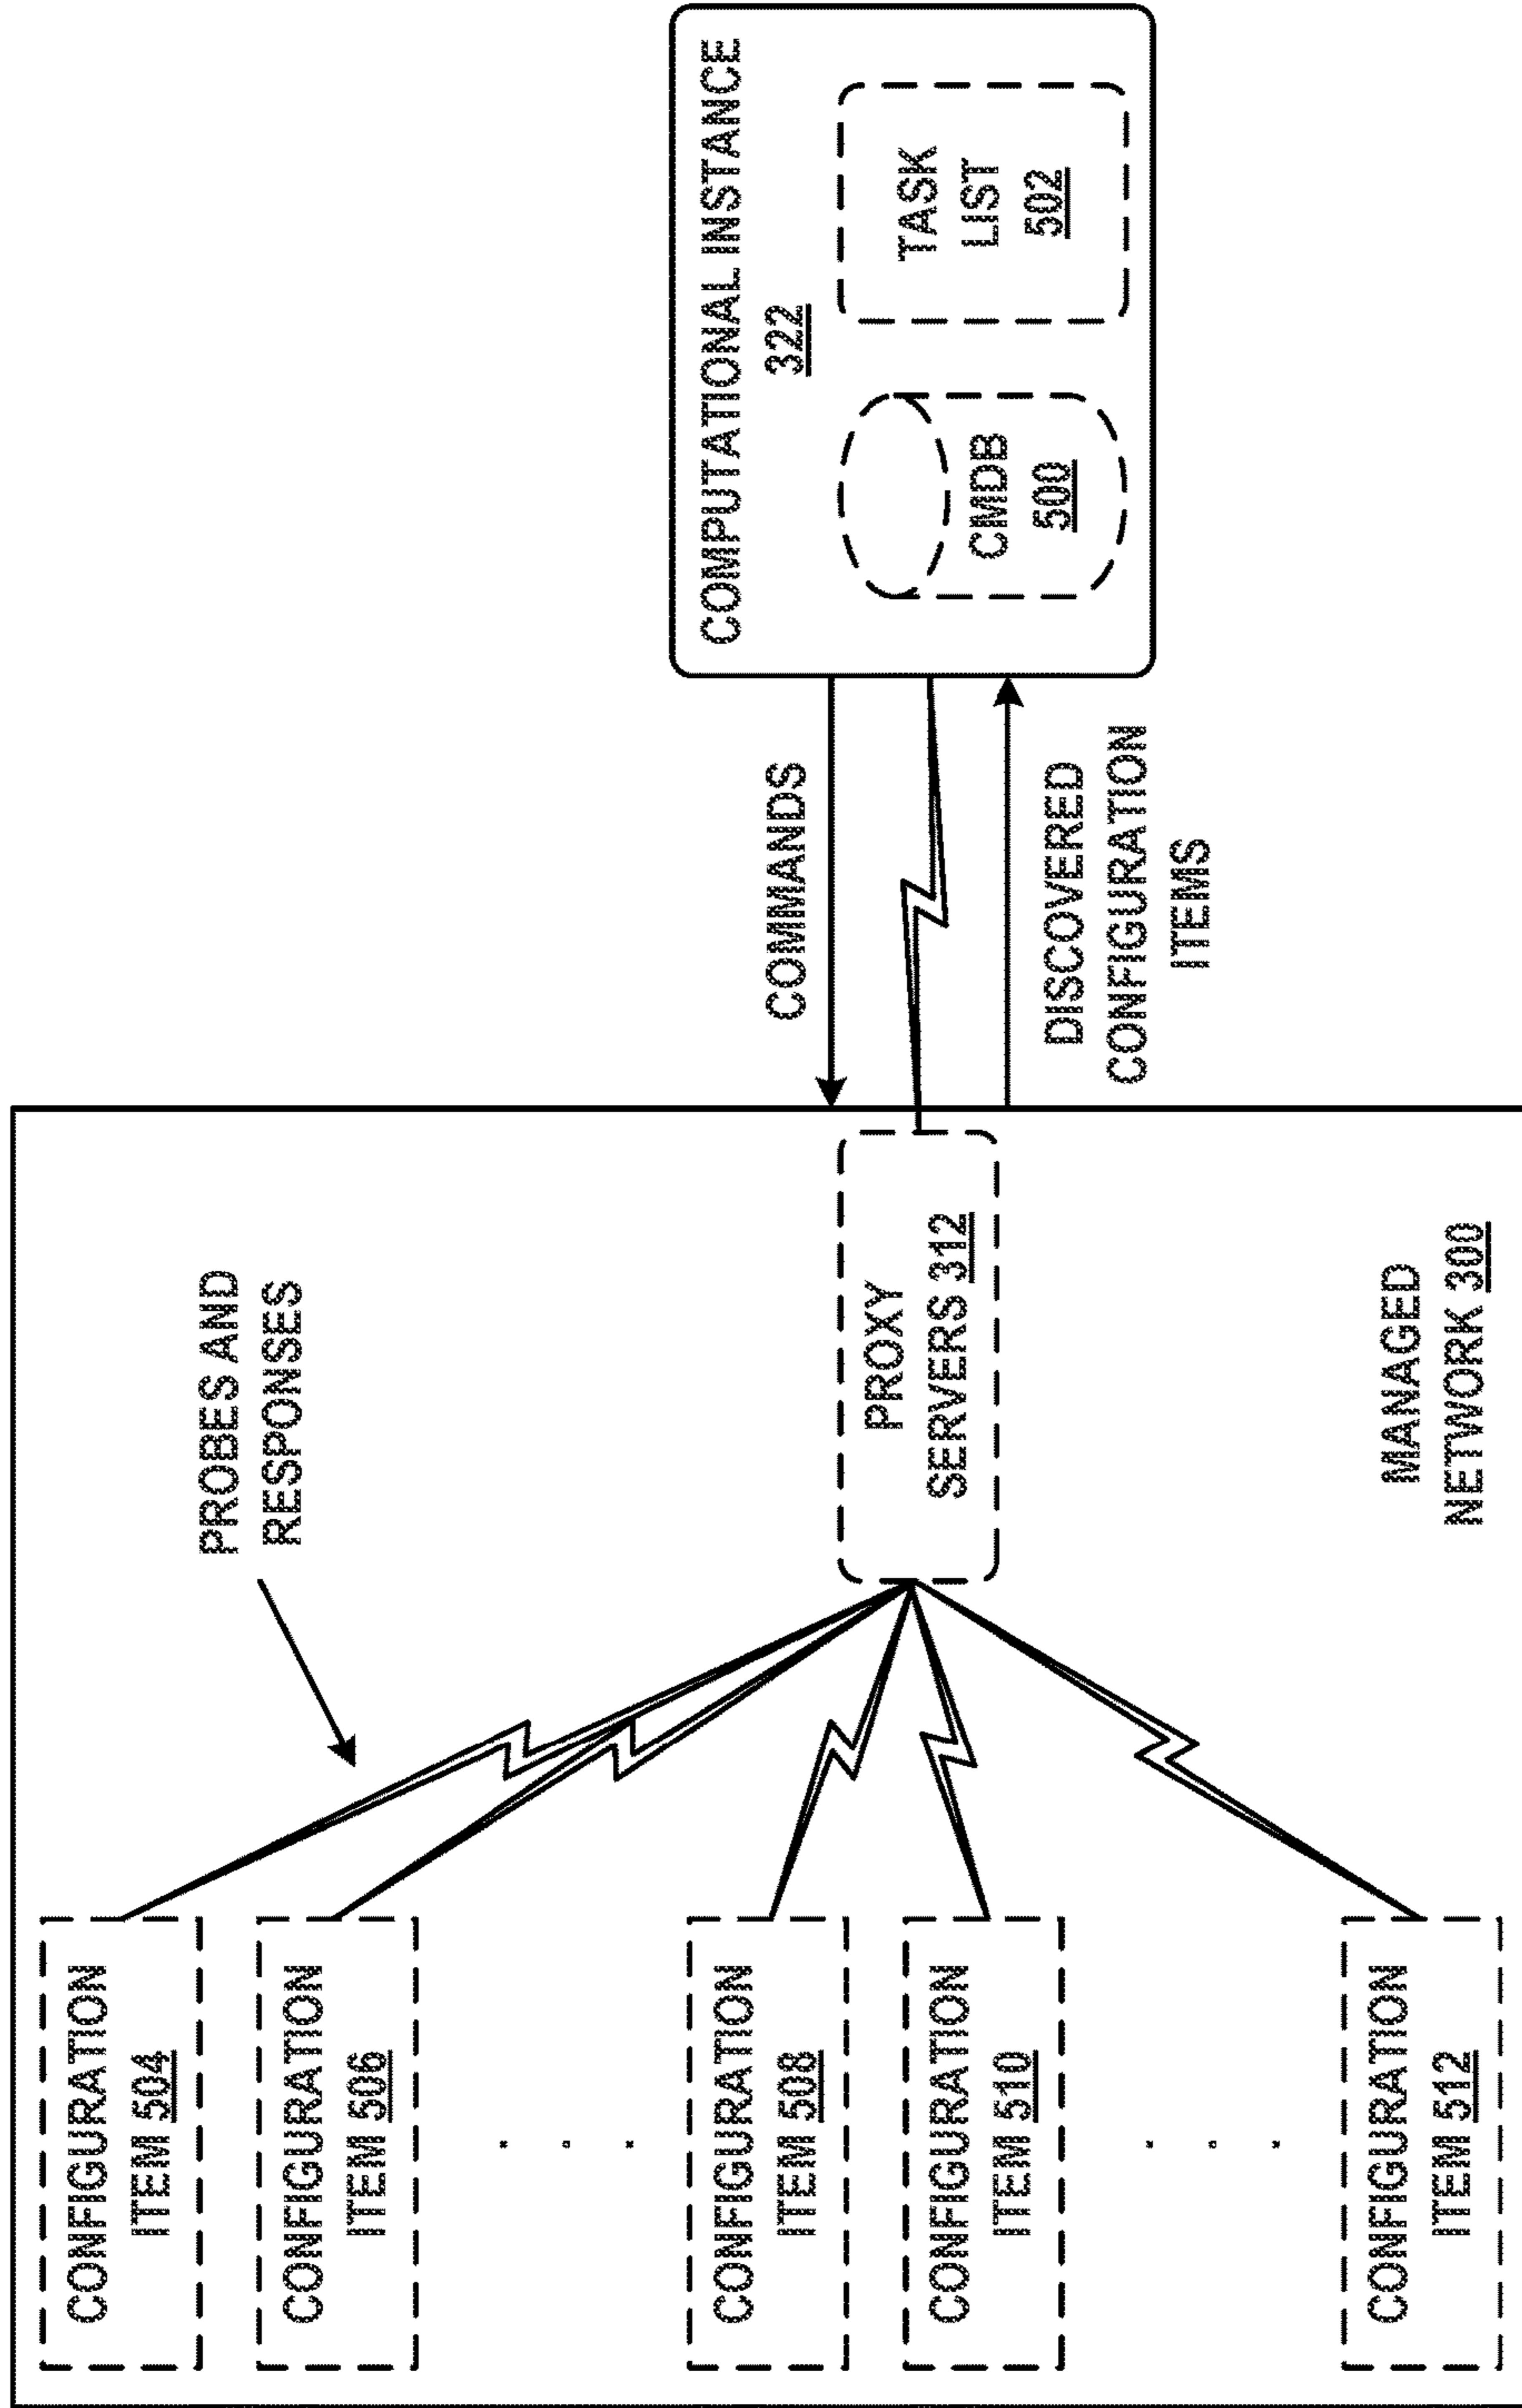 CONFIGURATION
ITEM 504
CONFIGURATION
ITEM 506
CONFIGURATION
ITEM 508
CONFIGURATION
ITEM 510
CONFIGURATION
ITEM 512
PROBES AND
RESPONSES
PROXY
SERVERS 312
MANAGED
NETWORK 300
COMMANDS
DISCOVERED
CONFIGURATION
ITEMS
COMPUTATIONAL INSTANCE
322
CMDB
500
TASK
LIST
502